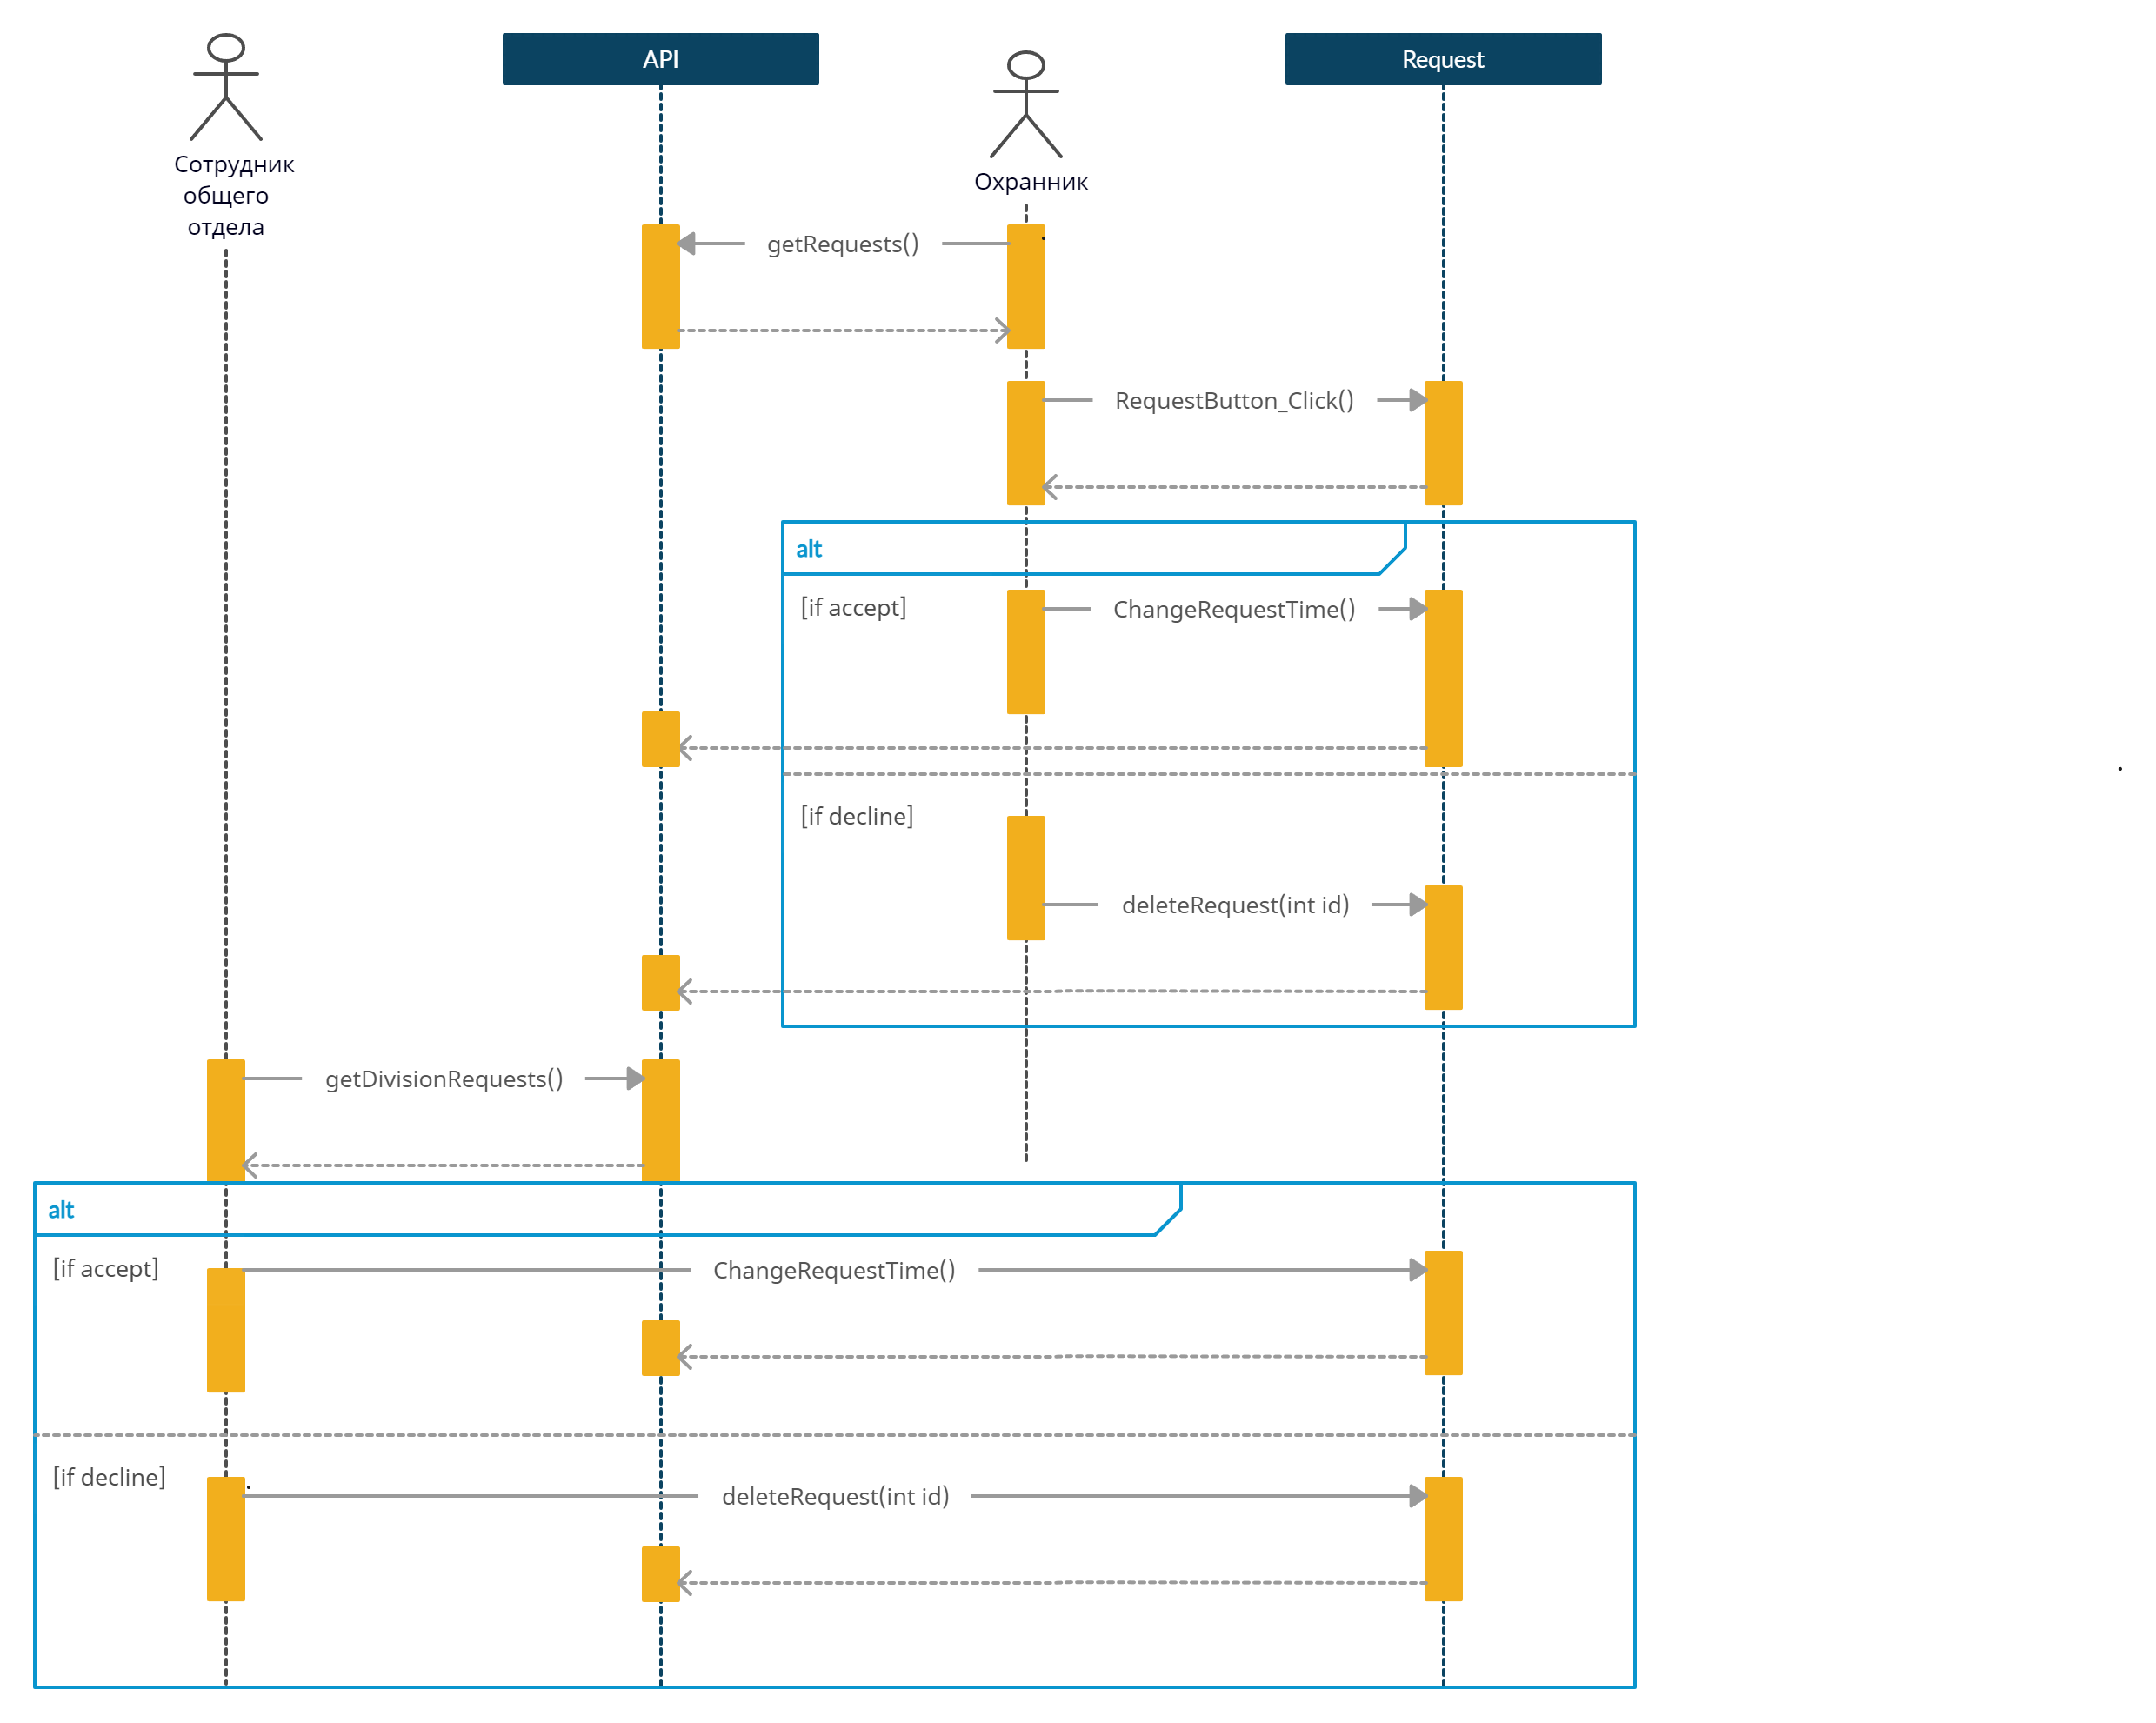 API
Request
Сотрудник
общего
отдела
Охранник
getRequests()
RequestButton_Click()
alt
[if accept]
ChangeRequestTime()
[if decline]
deleteRequest(int id)
getDivisionRequests()
alt
[if accept]
ChangeRequestTime()
[if decline]
deleteRequest(int id)